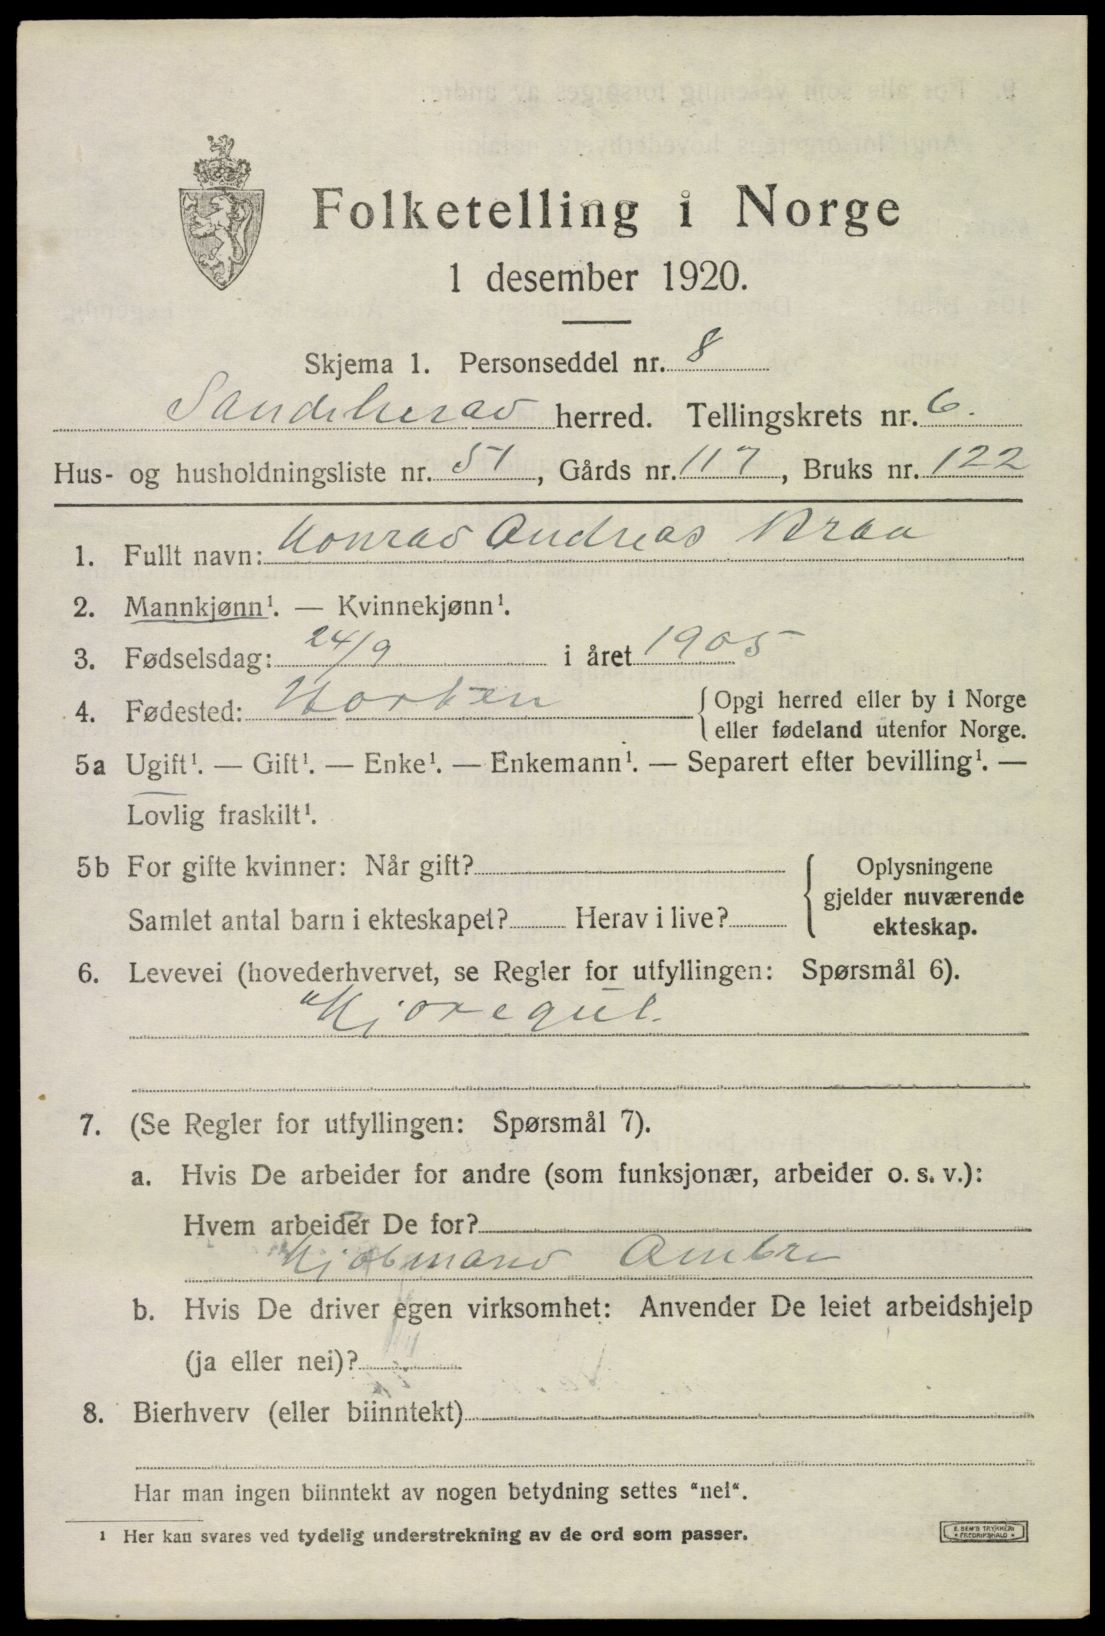 Folketelling i Norge
1 desember 1920.
Skjema 1. Personseddel nr. 8
Sandeherad herred. Tellingskrets nr. 6.
Hus- og husholdningsliste nr. 51, Gårds nr. 117, Bruks nr. 122
1. Fullt navn: Konrad Andreas Braa
2. Mannkjønn¹. — Kvinnekjønn¹.
3. Fødselsdag: 24/9 i året 1905
4. Fødested: Horten { Opgi herred eller by i Norge
eller fødeland utenfor Norge.
5a Ugift¹. — Gift¹. — Enke¹. — Enkemann¹. — Separert efter bevilling¹. —
Lovlig fraskilt¹.
5b For gifte kvinner: Når gift? { Oplysningene
gjelder nuværende
ekteskap.
Samlet antal barn i ekteskapet? Herav i live?
6. Levevei (hovederhvervet, se Regler for utfyllingen: Spørsmål 6).
Kjøregut.
7. (Se Regler for utfyllingen: Spørsmål 7).
a. Hvis De arbeider for andre (som funksjonær, arbeider o. s. v.):
Hvem arbeider De for?
Kjøbmand
b. Hvis De driver egen virksomhet: Anvender De leiet arbeidshjelp
(ja eller nei)?
8. Bierhverv (eller biinntekt)
Har man ingen biinntekt av nogen betydning settes "nei".
1 Her kan svares ved tydelig understrekning av de ord som passer.
E. SEM'S TRYKKERI
FREDRIKSHALD